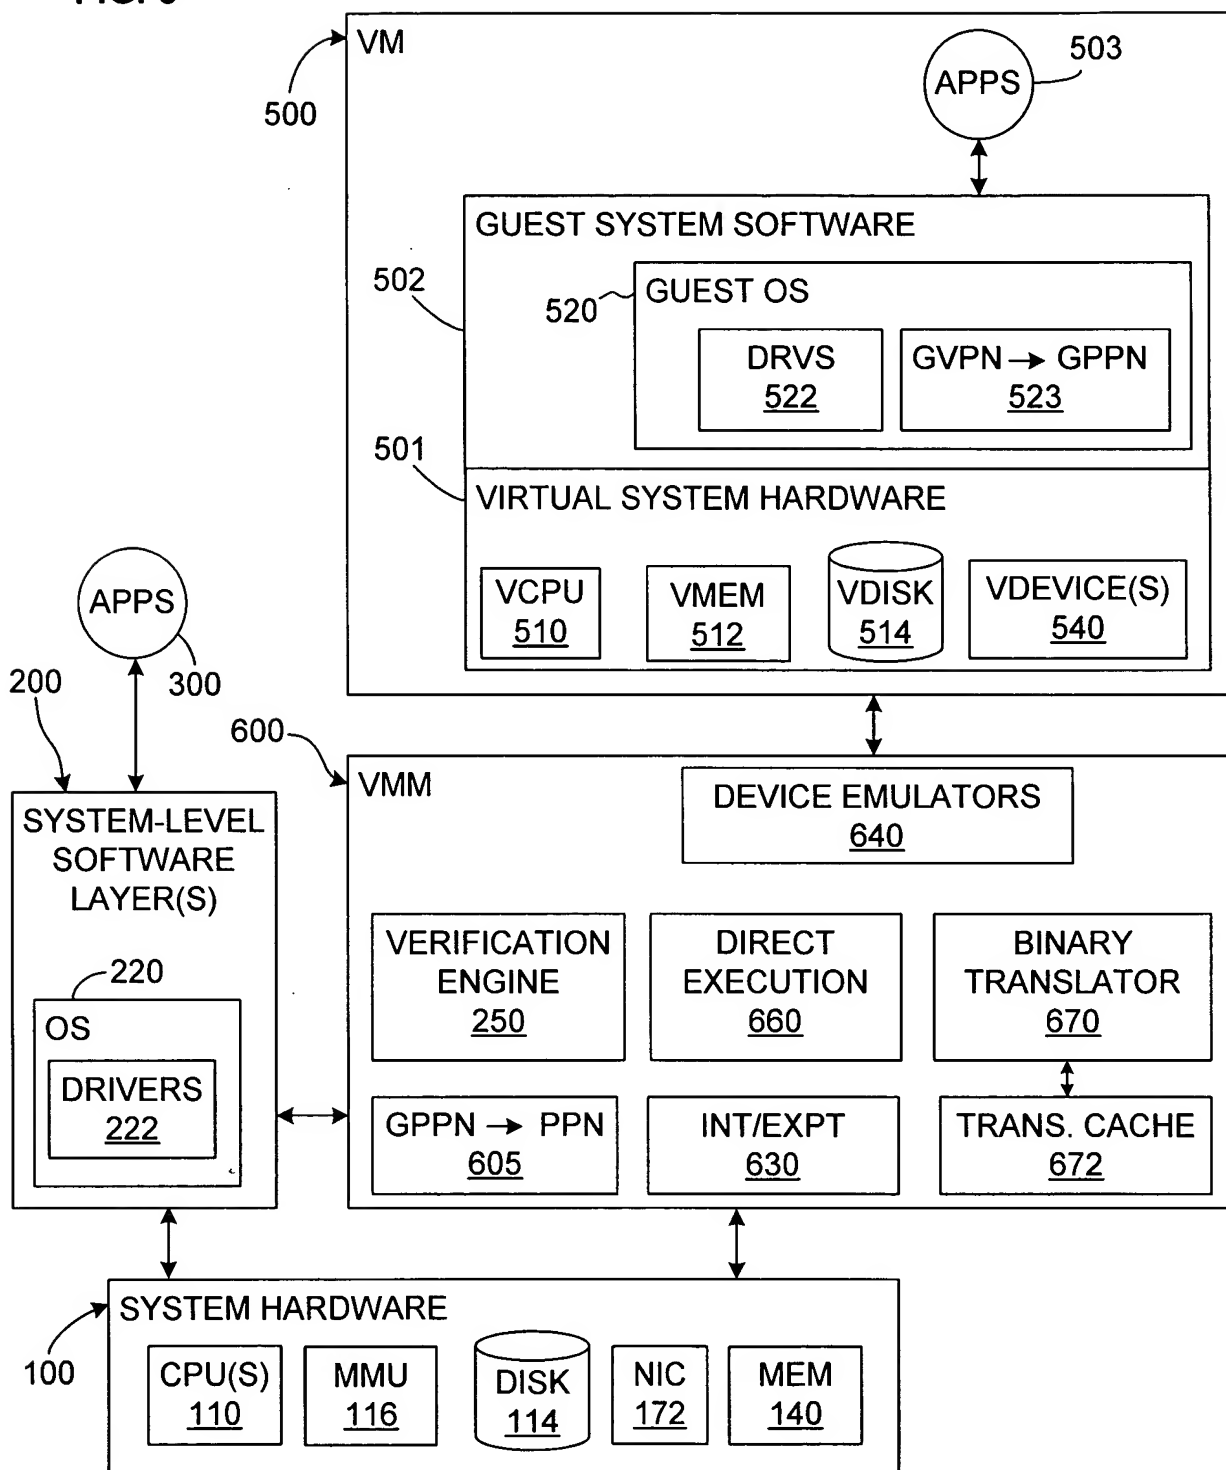 VM
500
APPS
503
GUEST SYSTEM SOFTWARE
502
520
GUEST OS
DRVS
522
GVPN → GPPN
523
501
VIRTUAL SYSTEM HARDWARE
VCPU
510
VMEM
512
VDISK
514
VDEVICE(S)
540
APPS
300
200
SYSTEM-LEVEL
SOFTWARE
LAYER(S)
220
OS
DRIVERS
222
600
VMM
DEVICE EMULATORS
640
VERIFICATION
ENGINE
250
DIRECT
EXECUTION
660
BINARY
TRANSLATOR
670
GPPN → PPN
605
INT/EXPT
630
TRANS. CACHE
672
100
SYSTEM HARDWARE
CPU(S)
110
MMU
116
DISK
114
NIC
172
MEM
140